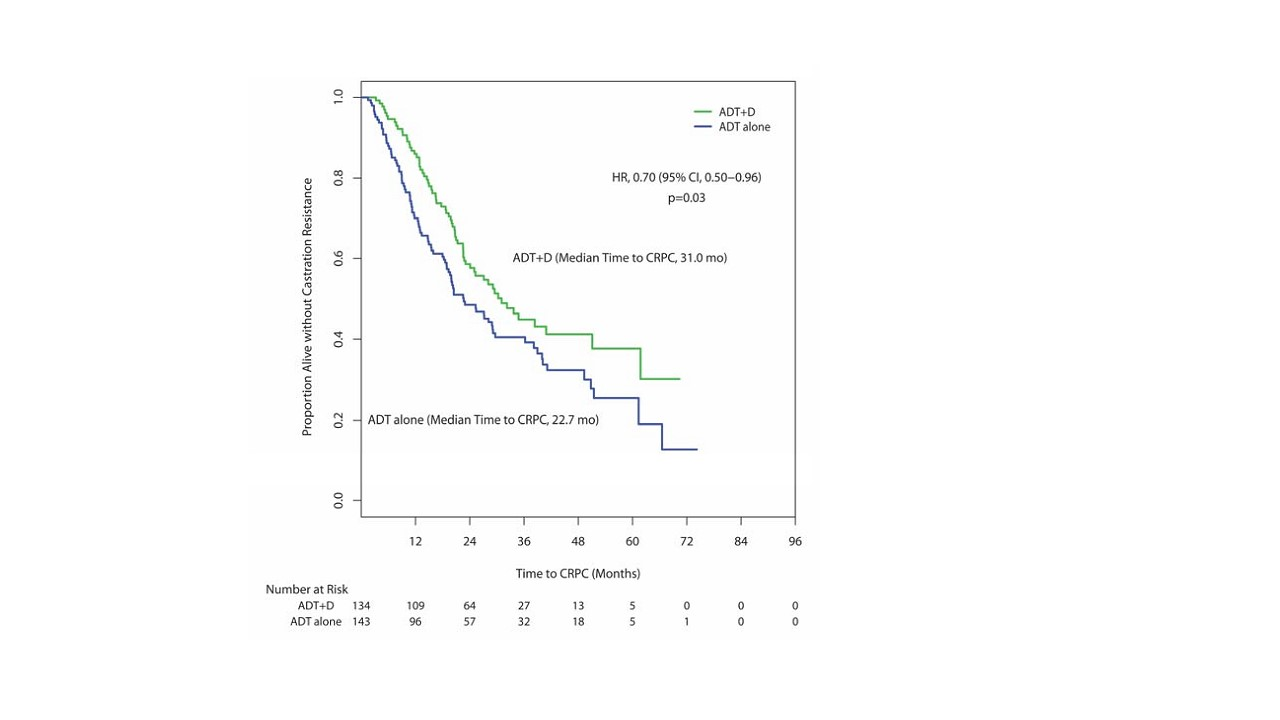 1.0
0.8
0.6
0.4
0.2
0.0
Proportion Alive without Castration Resistance
ADT+D
ADT alone
HR, 0.70 (95% CI, 0.50–0.96)
p=0.03
ADT+D (Median Time to CRPC, 31.0 mo)
ADT alone (Median Time to CRPC, 22.7 mo)
12 24 36 48 60 72 84 96
Time to CRPC (Months)
Number at Risk
ADT+D 134 109 64 27 13 5 0 0 0
ADT alone 143 96 57 32 18 5 1 0 0